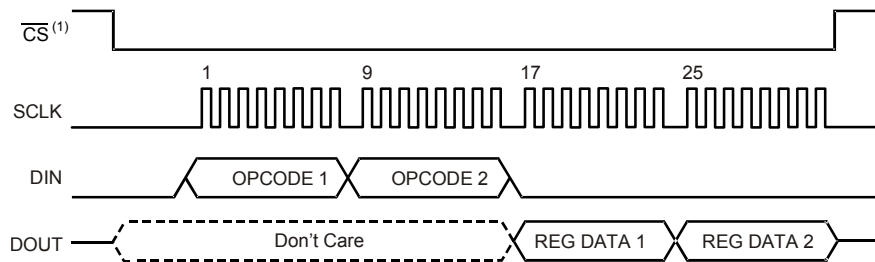 CS (1)
1 9 17 25
SCLK
DIN OPCODE 1 OPCODE 2
DOUT Don't Care REG DATA 1 REG DATA 2